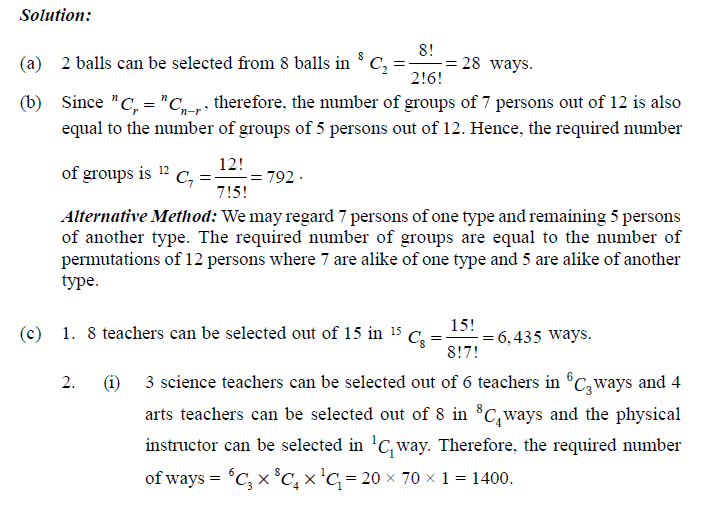 Solution:
(a) 2 balls can be selected from 8 balls in ⁸C₂ = 8!/2!6! = 28 ways.
(b) Since ⁿCᵣ = ⁿCₙ₋ᵣ, therefore, the number of groups of 7 persons out of 12 is also
equal to the number of groups of 5 persons out of 12. Hence, the required number
of groups is ¹²C₇ = 12!/7!5! = 792.
Alternative Method: We may regard 7 persons of one type and remaining 5 persons
of another type. The required number of groups are equal to the number of
permutations of 12 persons where 7 are alike of one type and 5 are alike of another
type.
(c) 1. 8 teachers can be selected out of 15 in ¹⁵C₈ = 15!/8!7! = 6,435 ways.
2. (i) 3 science teachers can be selected out of 6 teachers in ⁶C₃ ways and 4
arts teachers can be selected out of 8 in ⁸C₄ ways and the physical
instructor can be selected in ¹C₁ way. Therefore, the required number
of ways = ⁶C₃ × ⁸C₄ × ¹C₁ = 20 × 70 × 1 = 1400.